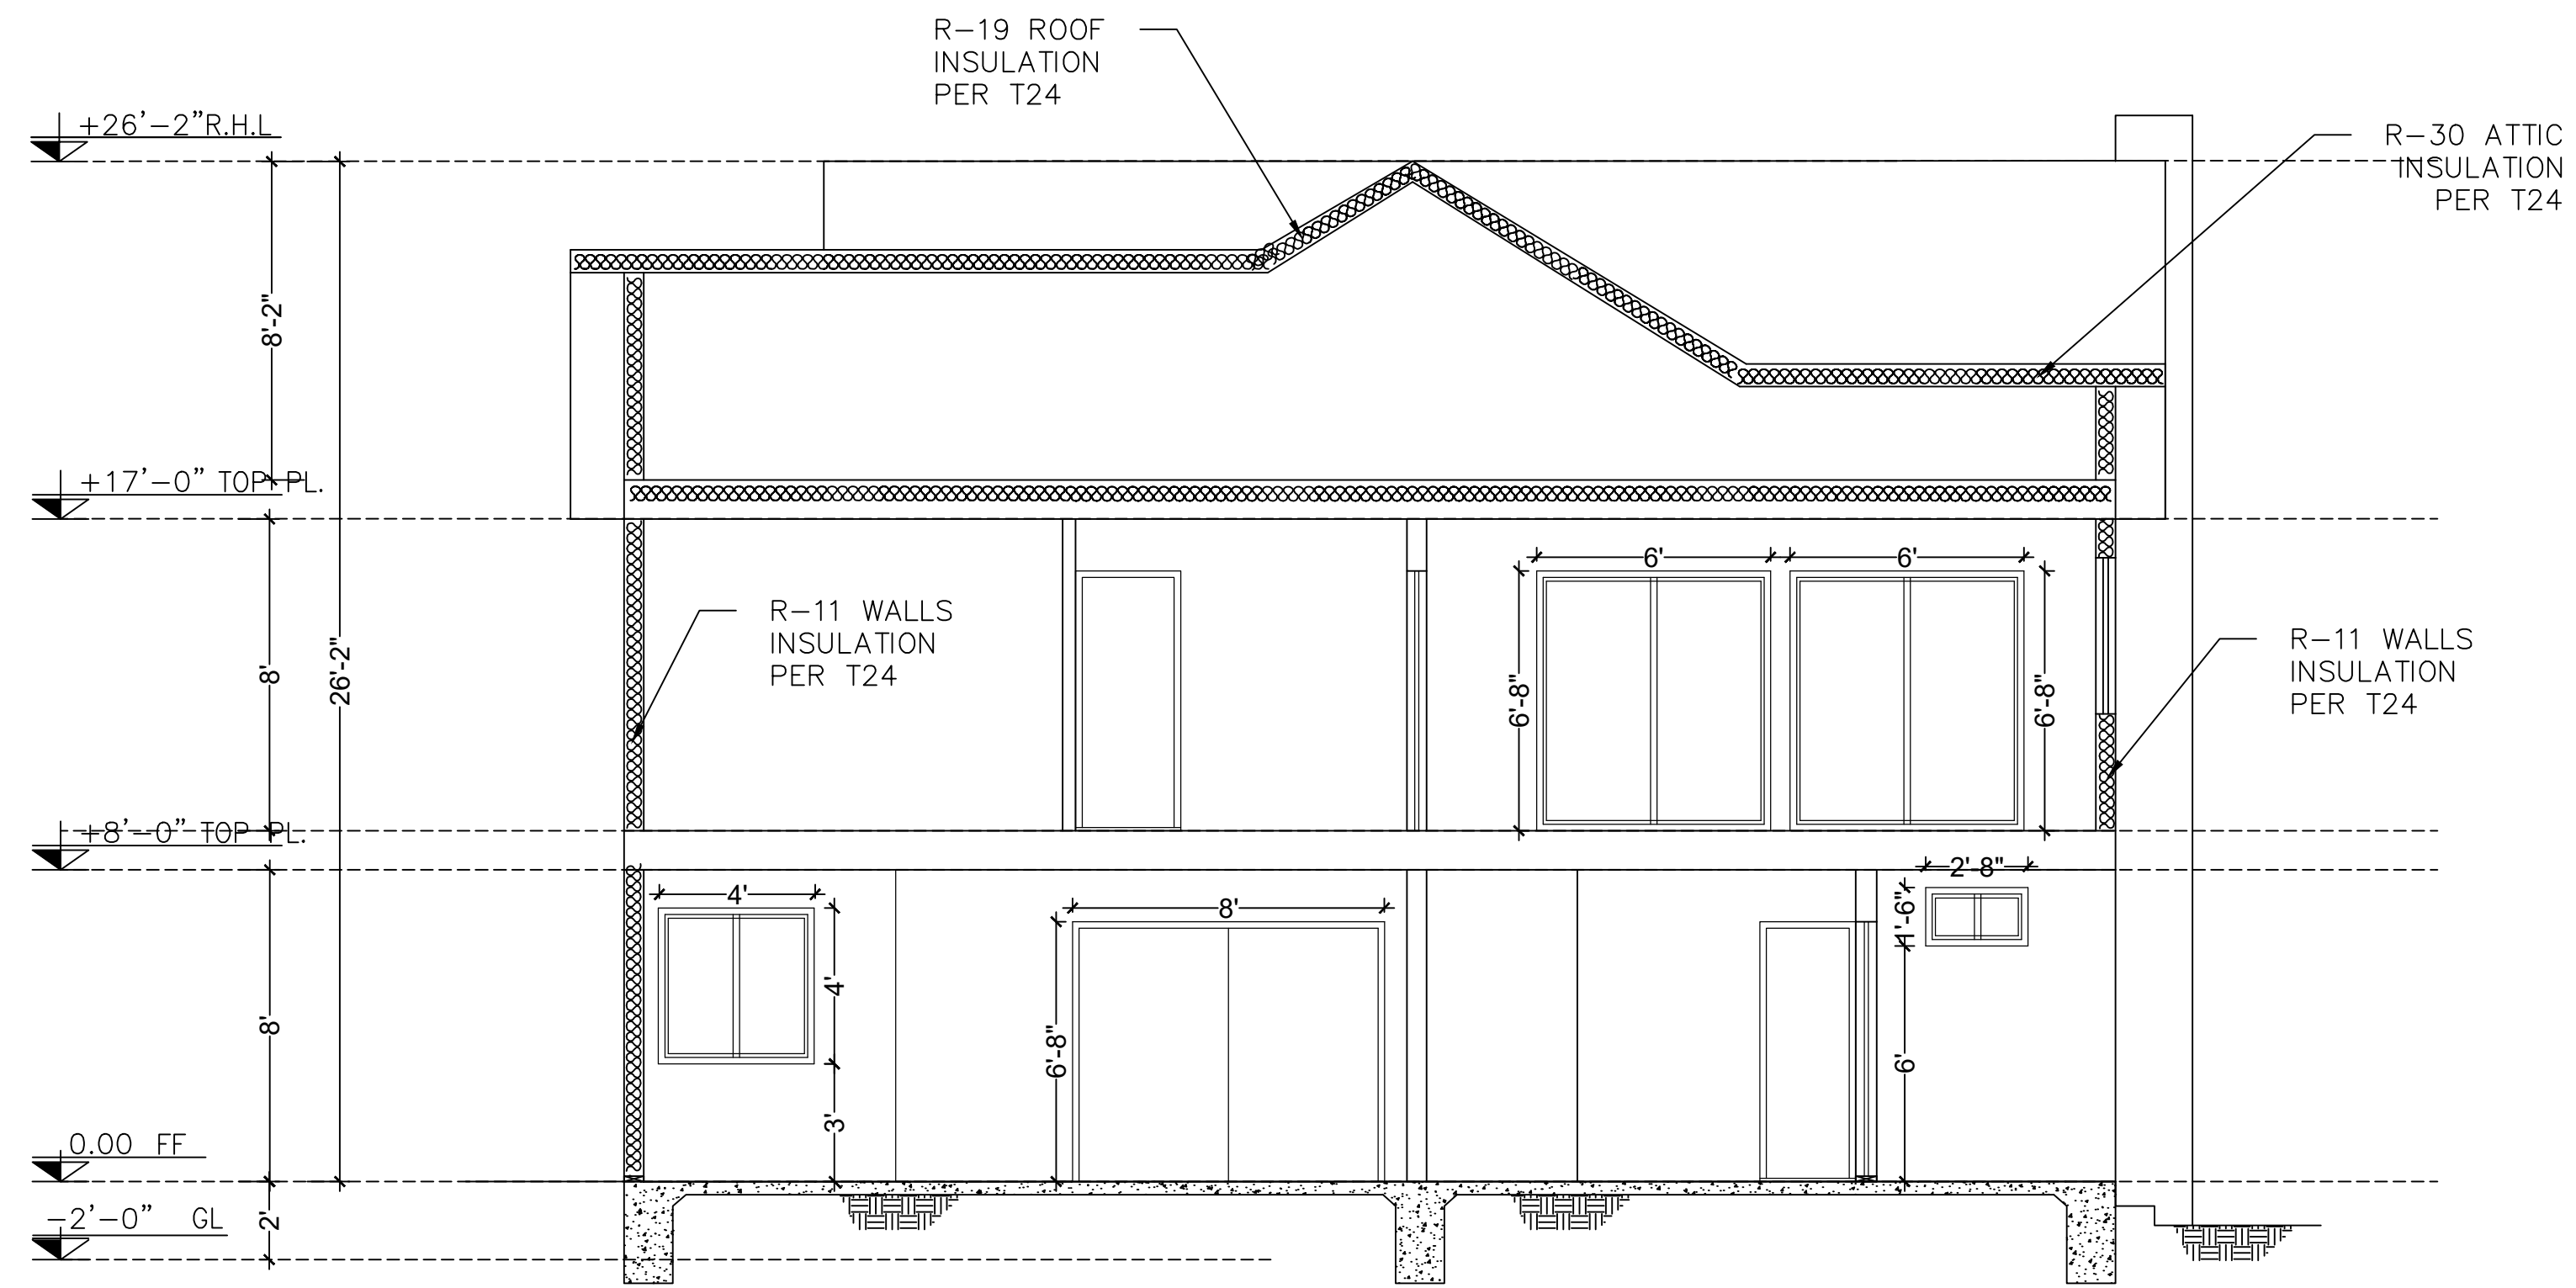 R-19 ROOF
INSULATION
PER T24
+26'-2"R.H.L
R-30 ATTIC
INSULATION
PER T24
8'-2"
+17'-0" TOP PL.
6'
6'
R-11 WALLS
INSULATION
PER T24
R-11 WALLS
INSULATION
PER T24
8'
26'-2"
6'-8"
6'-8"
+8'-0" TOP PL.
4'
8'
2'-8"
1'-6"
4'
8'
6'-8"
6'
3'
0.00 FF
-2'-0" GL
2'